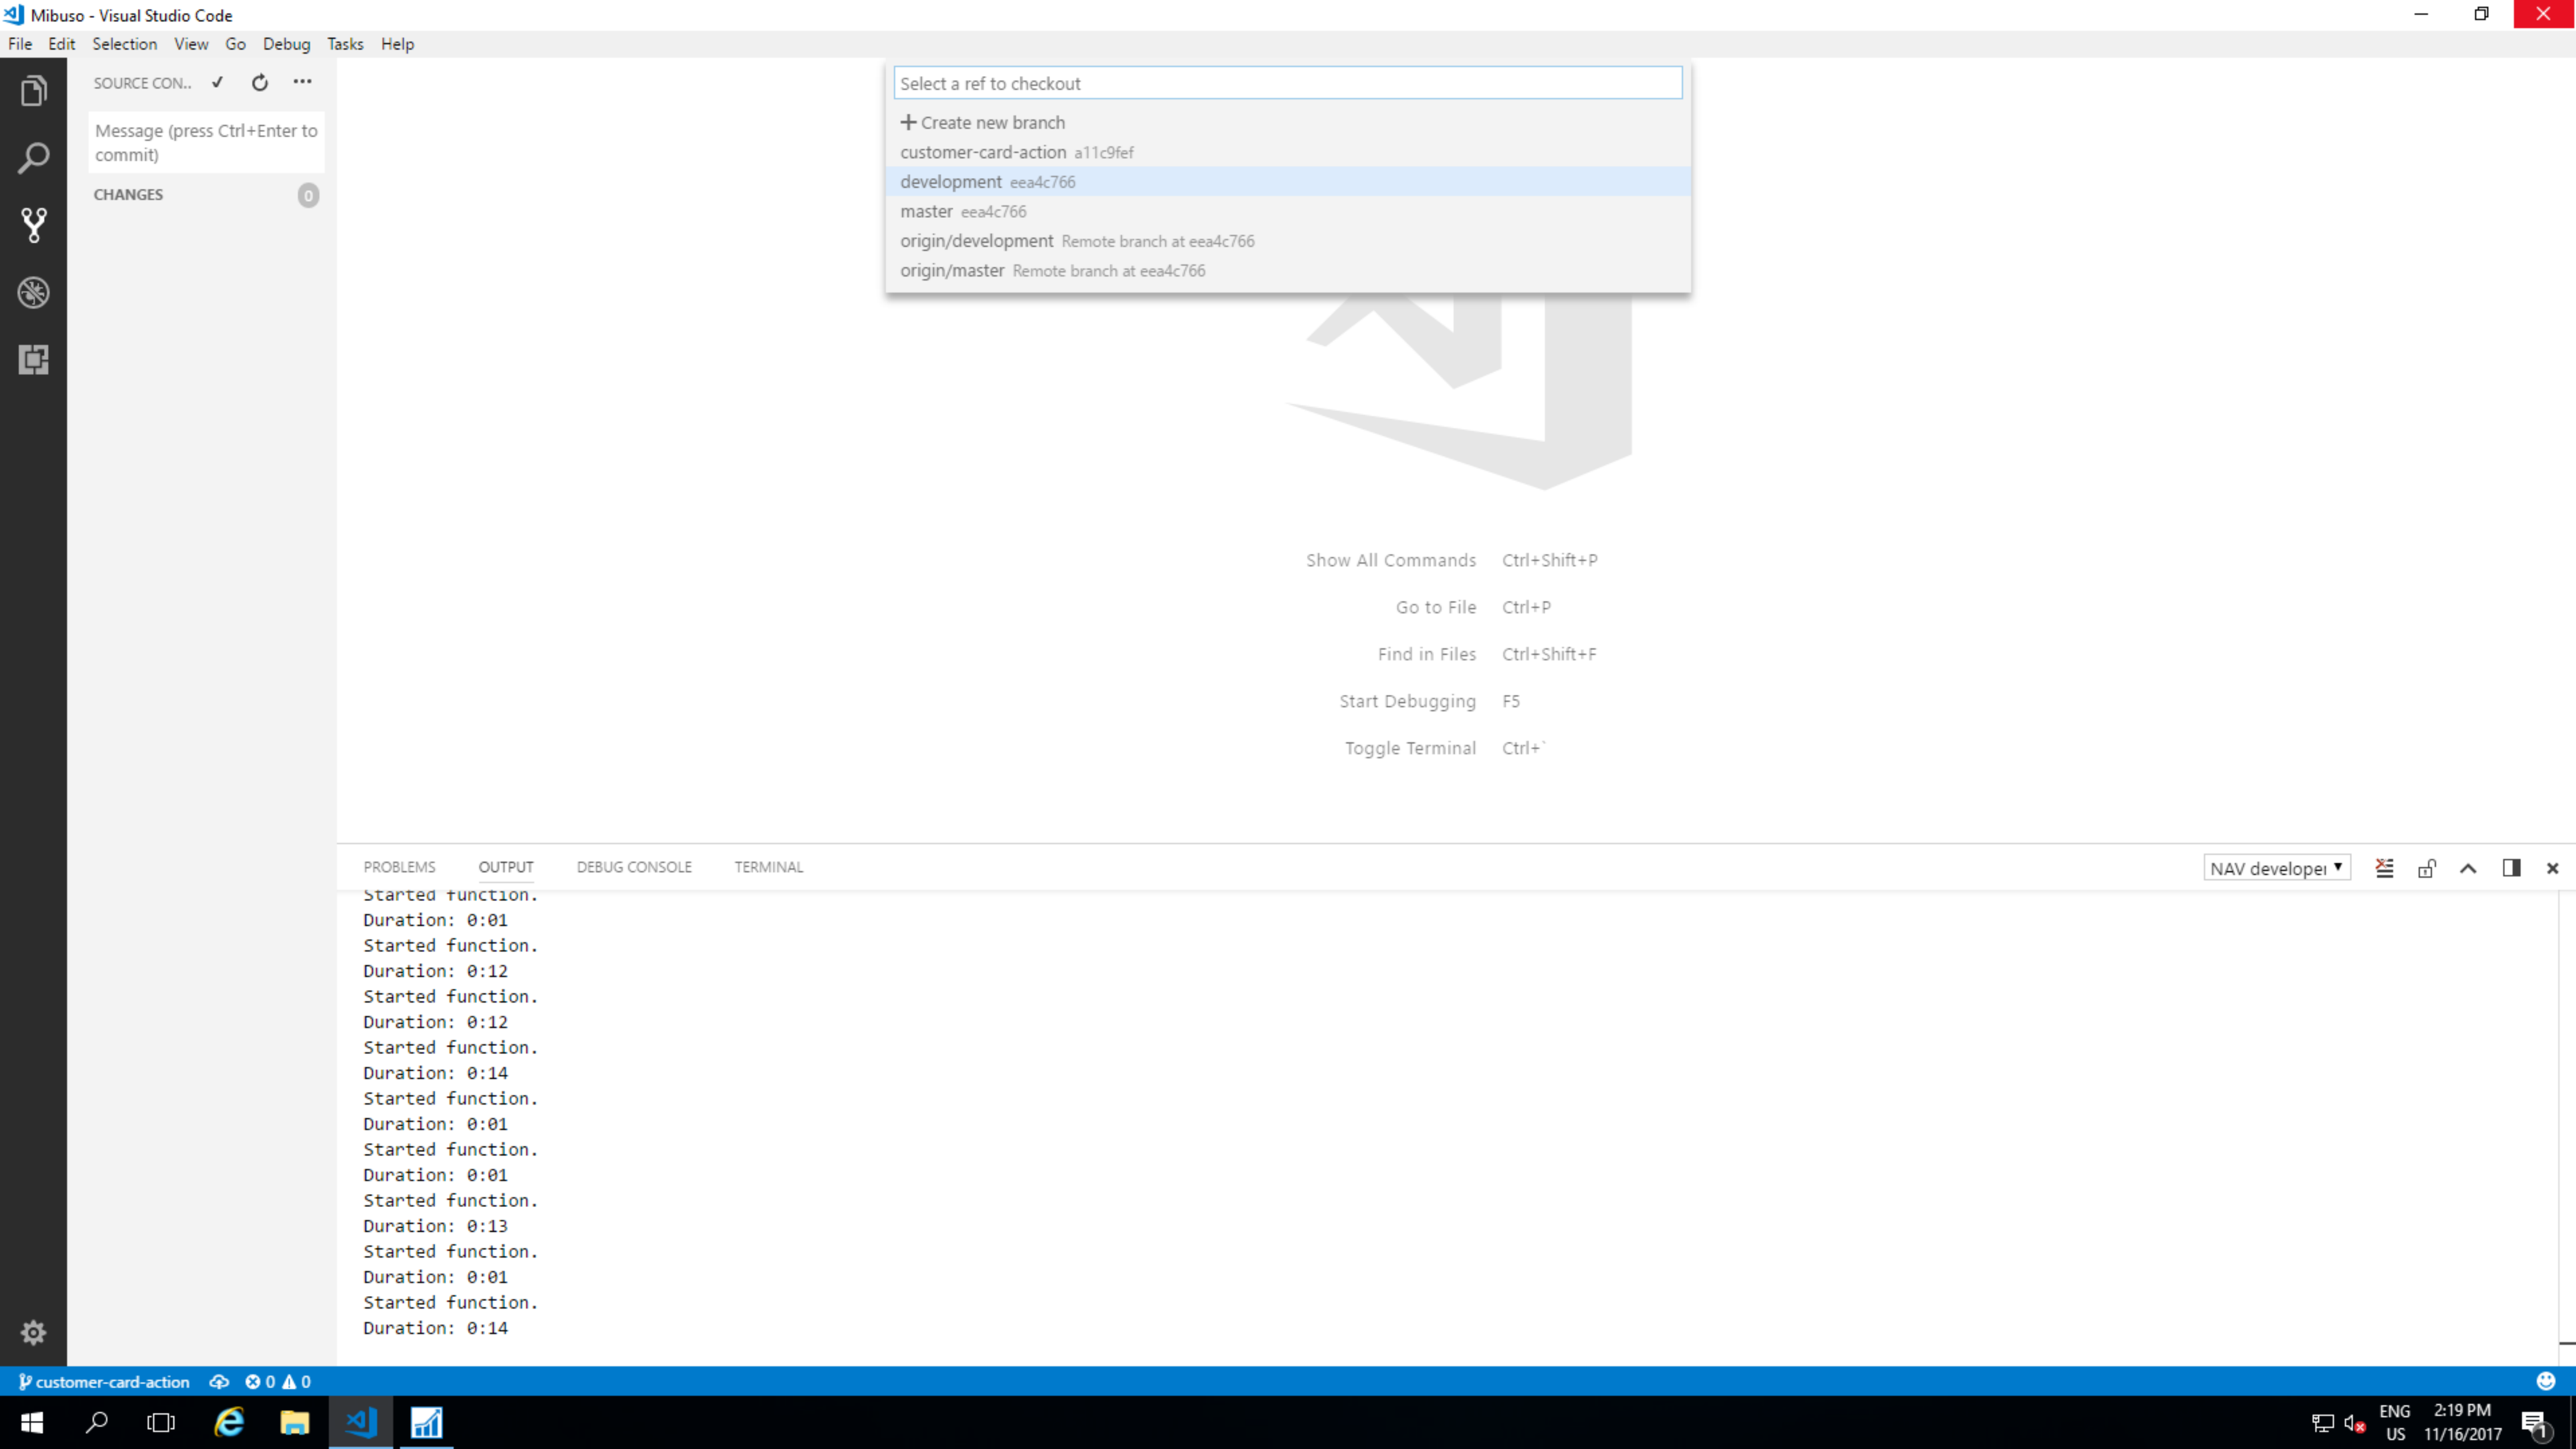 Mibuso - Visual Studio Code
File Edit Selection View Go Debug Tasks Help
SOURCE CON..
Message (press Ctrl+Enter to
commit)
CHANGES 0
Select a ref to checkout
Create new branch
customer-card-action a11c9fef
development eea4c766
master eea4c766
origin/development Remote branch at eea4c766
origin/master Remote branch at eea4c766
Show All Commands Ctrl+Shift+P
Go to File Ctrl+P
Find in Files Ctrl+Shift+F
Start Debugging F5
Toggle Terminal Ctrl+`
PROBLEMS OUTPUT DEBUG CONSOLE TERMINAL
NAV developer
Started function.
Duration: 0:01
Started function.
Duration: 0:12
Started function.
Duration: 0:12
Started function.
Duration: 0:14
Started function.
Duration: 0:01
Started function.
Duration: 0:01
Started function.
Duration: 0:13
Started function.
Duration: 0:01
Started function.
Duration: 0:14
customer-card-action 0 0
ENG 2:19 PM
US 11/16/2017 1